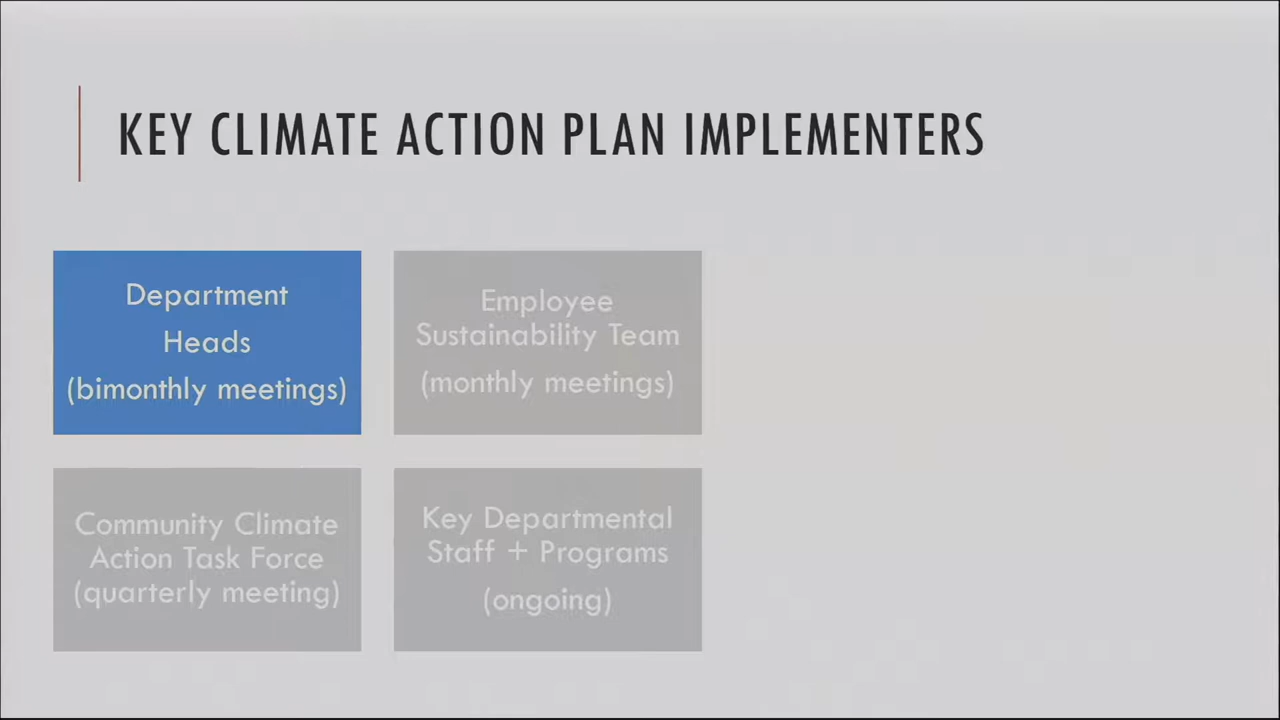 KEY CLIMATE ACTION PLAN IMPLEMENTERS
Department
Heads
(bimonthly meetings)
Employee
Sustainability Team
(monthly meetings)
Community Climate
Action Task Force
(quarterly meeting)
Key Departmental
Staff + Programs
(ongoing)